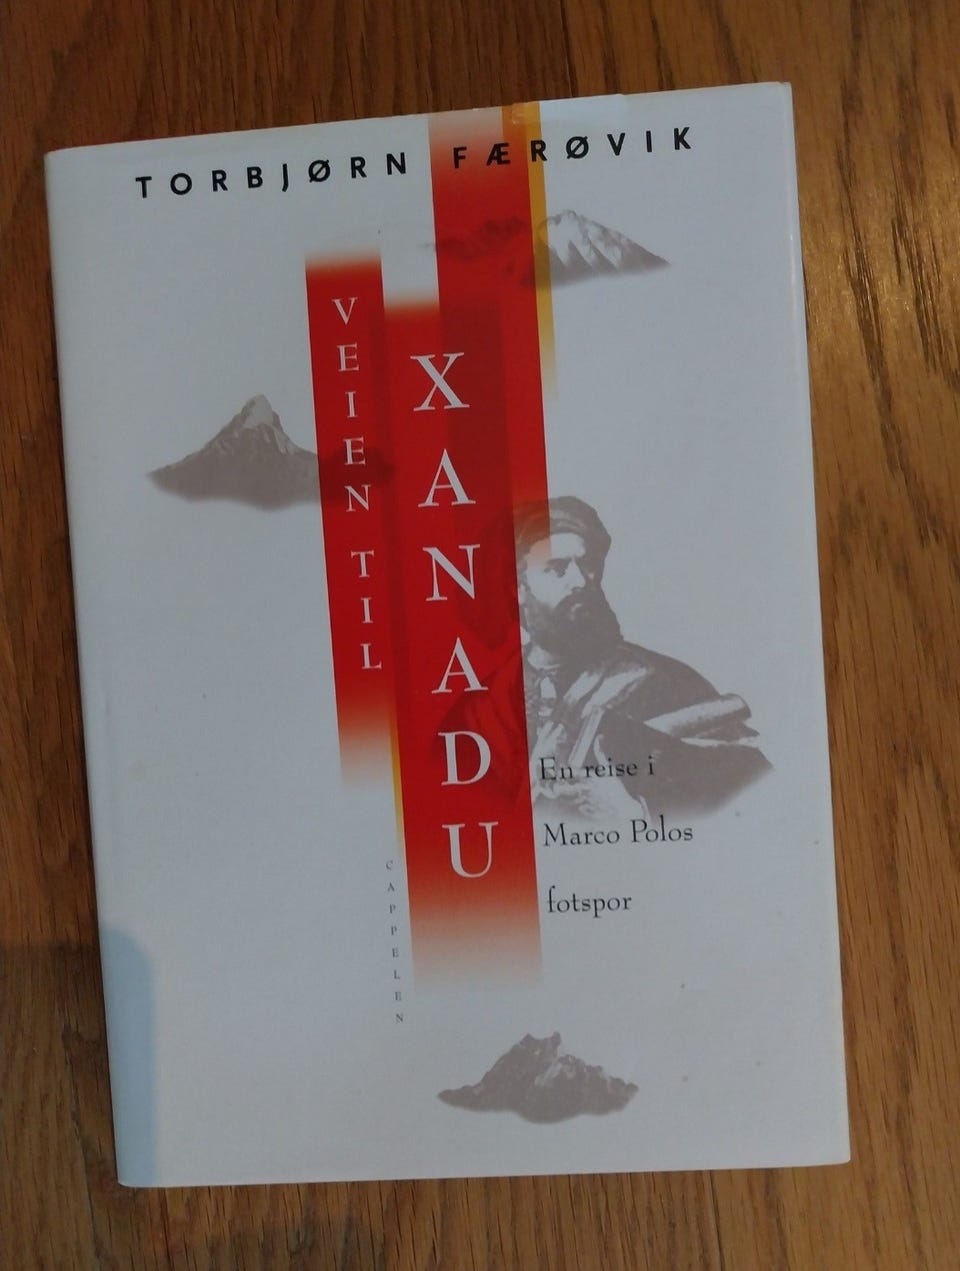 TORBJØRN FÆRØVIK
VEIEN TIL
XANADU
En reise i
Marco Polos
fotspor
CAPPELEN